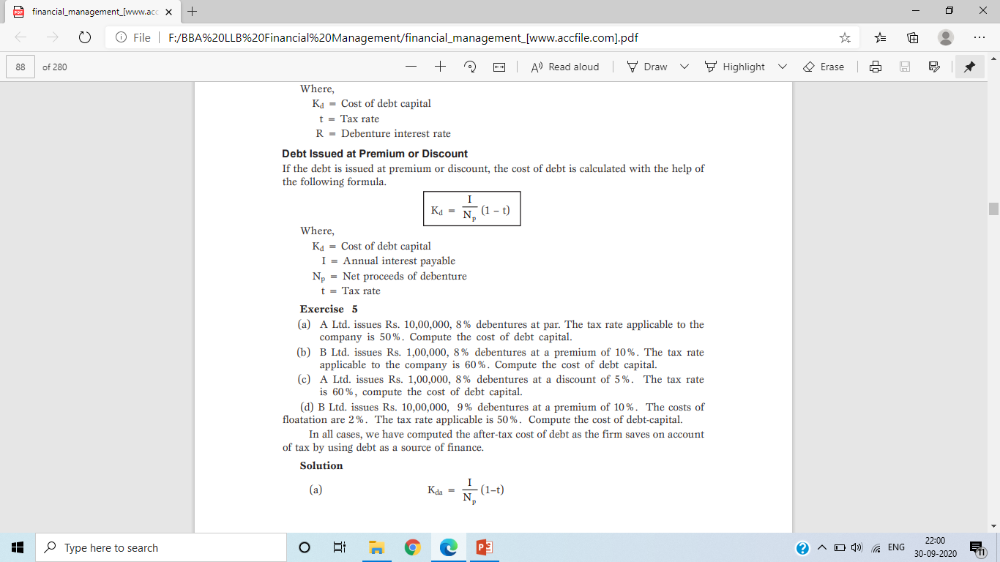 financial_management_[www.acc
File F:/BBA%20LLB%20Financial%20Management/financial_management_[www.accfile.com].pdf
88 of 280 Read aloud Draw Highlight Erase
Where,
Kd = Cost of debt capital
t = Tax rate
R = Debenture interest rate
Debt Issued at Premium or Discount
If the debt is issued at premium or discount, the cost of debt is calculated with the help of
the following formula.
Kd = I/Np (1 – t)
Where,
Kd = Cost of debt capital
I = Annual interest payable
Np = Net proceeds of debenture
t = Tax rate
Exercise 5
(a) A Ltd. issues Rs. 10,00,000, 8% debentures at par. The tax rate applicable to the
company is 50%. Compute the cost of debt capital.
(b) B Ltd. issues Rs. 1,00,000, 8% debentures at a premium of 10%. The tax rate
applicable to the company is 60%. Compute the cost of debt capital.
(c) A Ltd. issues Rs. 1,00,000, 8% debentures at a discount of 5%. The tax rate
is 60%, compute the cost of debt capital.
(d) B Ltd. issues Rs. 10,00,000, 9% debentures at a premium of 10%. The costs of
floatation are 2%. The tax rate applicable is 50%. Compute the cost of debt-capital.
In all cases, we have computed the after-tax cost of debt as the firm saves on account
of tax by using debt as a source of finance.
Solution
(a) Kda = I/Np (1–t)
Type here to search
ENG
22:00
30-09-2020
11